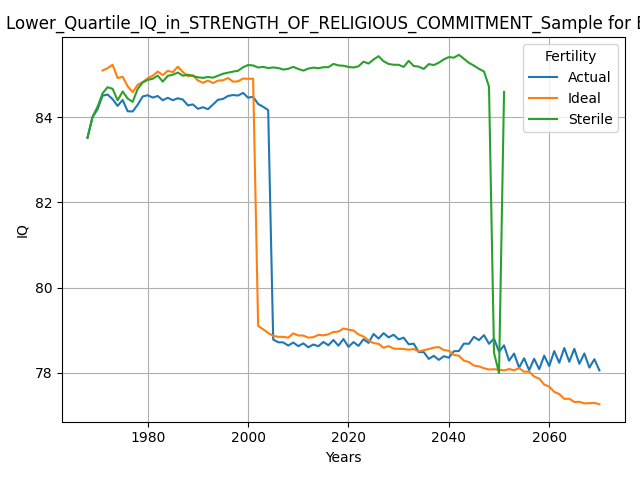 Lower_Quartile_IQ_in_STRENGTH_OF_RELIGIOUS_COMMITMENT_Sample for
Fertility
Actual
Ideal
Sterile
84
82
80
78
IQ
1980
2000
2020
2040
2060
Years